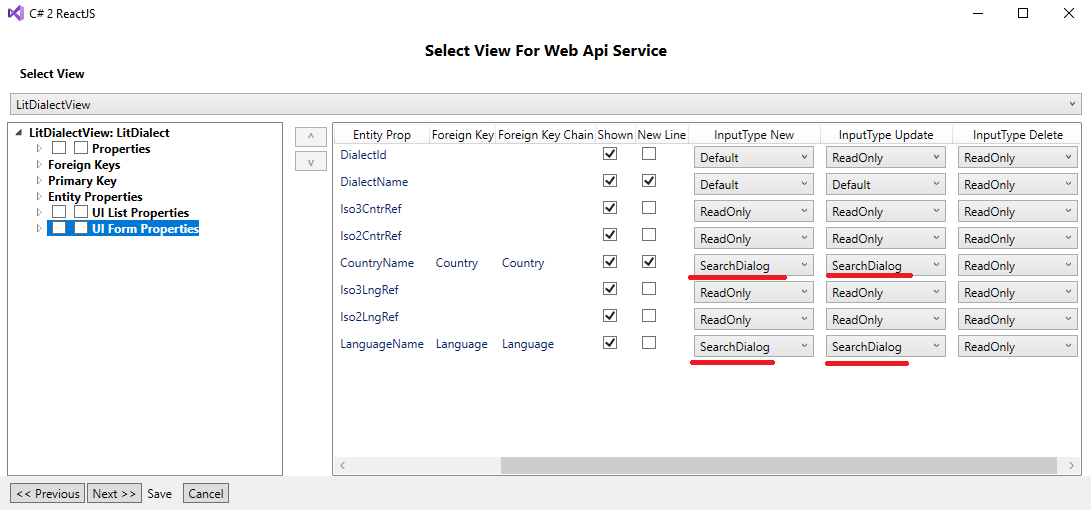 C# 2 ReactJS
Select View For Web Api Service
Select View
LitDialectView
LitDialectView: LitDialect
Properties
Foreign Keys
Primary Key
Entity Properties
UI List Properties
UI Form Properties
Entity Prop Foreign Key Foreign Key Chain Shown New Line InputType New InputType Update InputType Delete
DialectId Default ReadOnly ReadOnly
DialectName Default Default ReadOnly
Iso3CntrRef ReadOnly ReadOnly ReadOnly
Iso2CntrRef ReadOnly ReadOnly ReadOnly
CountryName Country Country SearchDialog SearchDialog ReadOnly
Iso3LngRef ReadOnly ReadOnly ReadOnly
Iso2LngRef ReadOnly ReadOnly ReadOnly
LanguageName Language Language SearchDialog SearchDialog ReadOnly
<< Previous Next >> Save Cancel